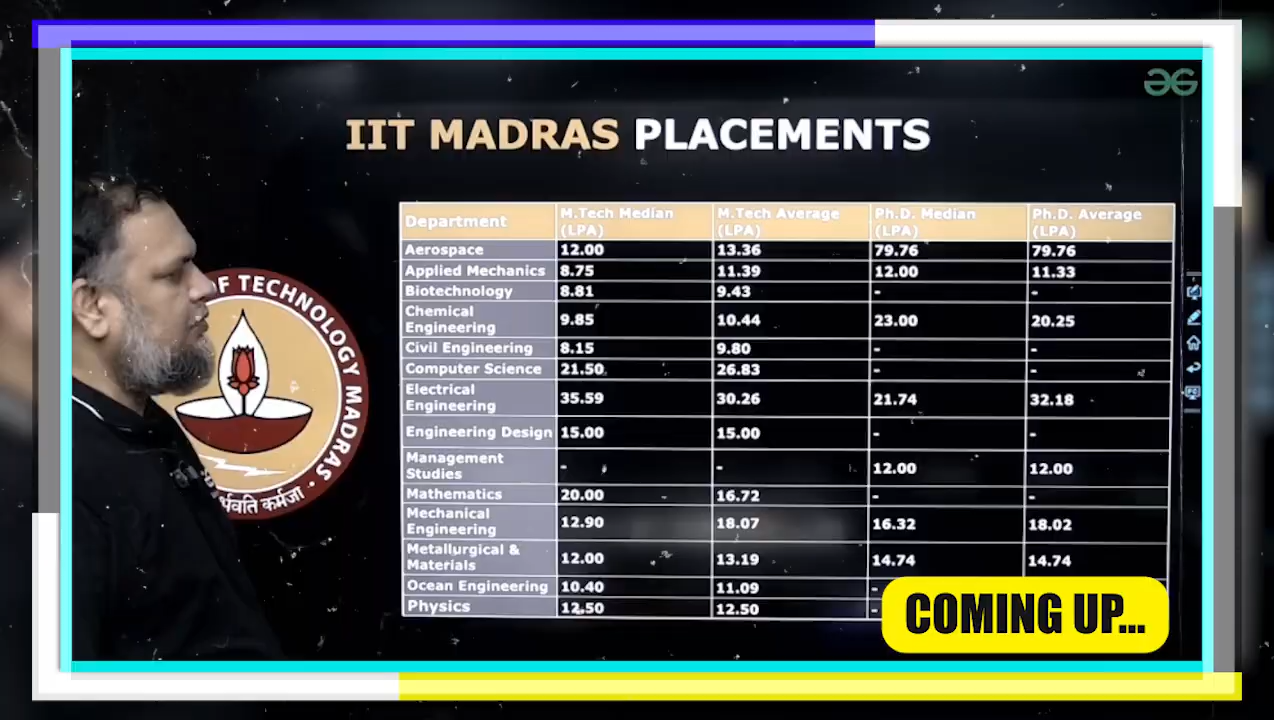 IIT MADRAS PLACEMENTS
Department M.Tech Median (LPA) M.Tech Average (LPA) Ph.D. Median (LPA) Ph.D. Average (LPA)
Aerospace 12.00 13.36 79.76 79.76
Applied Mechanics 8.75 11.39 12.00 11.33
Biotechnology 8.81 9.43 - -
Chemical Engineering 9.85 10.44 23.00 20.25
Civil Engineering 8.15 9.80 - -
Computer Science 21.50 26.83 - -
Electrical Engineering 35.59 30.26 21.74 32.18
Engineering Design 15.00 15.00 - -
Management Studies - - 12.00 12.00
Mathematics 20.00 16.72 - -
Mechanical Engineering 12.90 18.07 16.32 18.02
Metallurgical & Materials 12.00 13.19 14.74 14.74
Ocean Engineering 10.40 11.09 -
Physics 12.50 12.50 -
OF TECHNOLOGY MADRAS
कर्मजा
COMING UP...